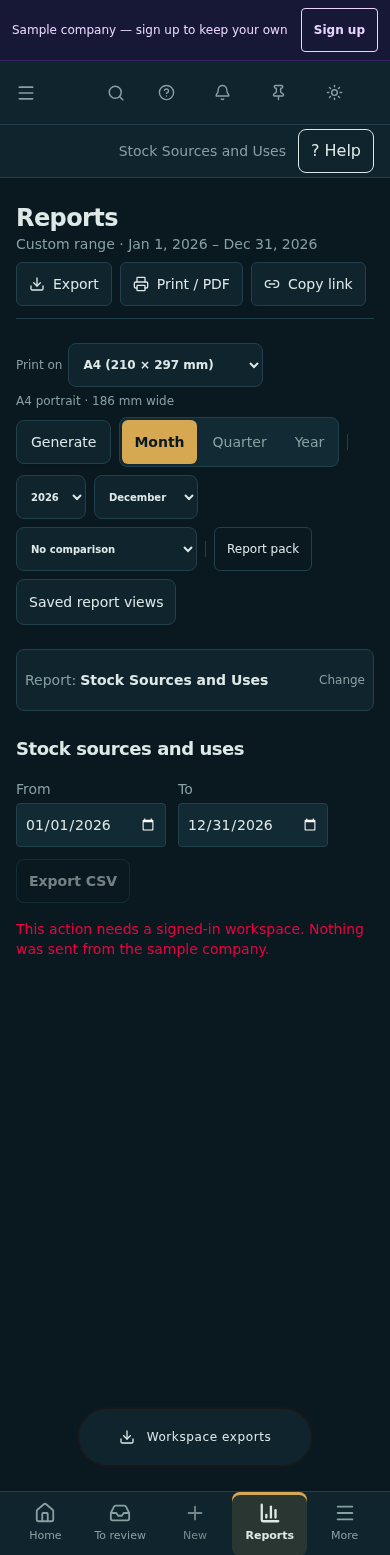 Sample company — sign up to keep your own
Sign up
Stock Sources and Uses
? Help
Reports
Custom range · Jan 1, 2026 – Dec 31, 2026
Export
Print / PDF
Copy link
Print on
A4 (210 × 297 mm)
A4 portrait · 186 mm wide
Generate
Month
Quarter
Year
2026
December
No comparison
Report pack
Saved report views
Report: Stock Sources and Uses
Change
Stock sources and uses
From
To
01/01/2026
12/31/2026
Export CSV
This action needs a signed-in workspace. Nothing
was sent from the sample company.
Workspace exports
Home
To review
New
Reports
More